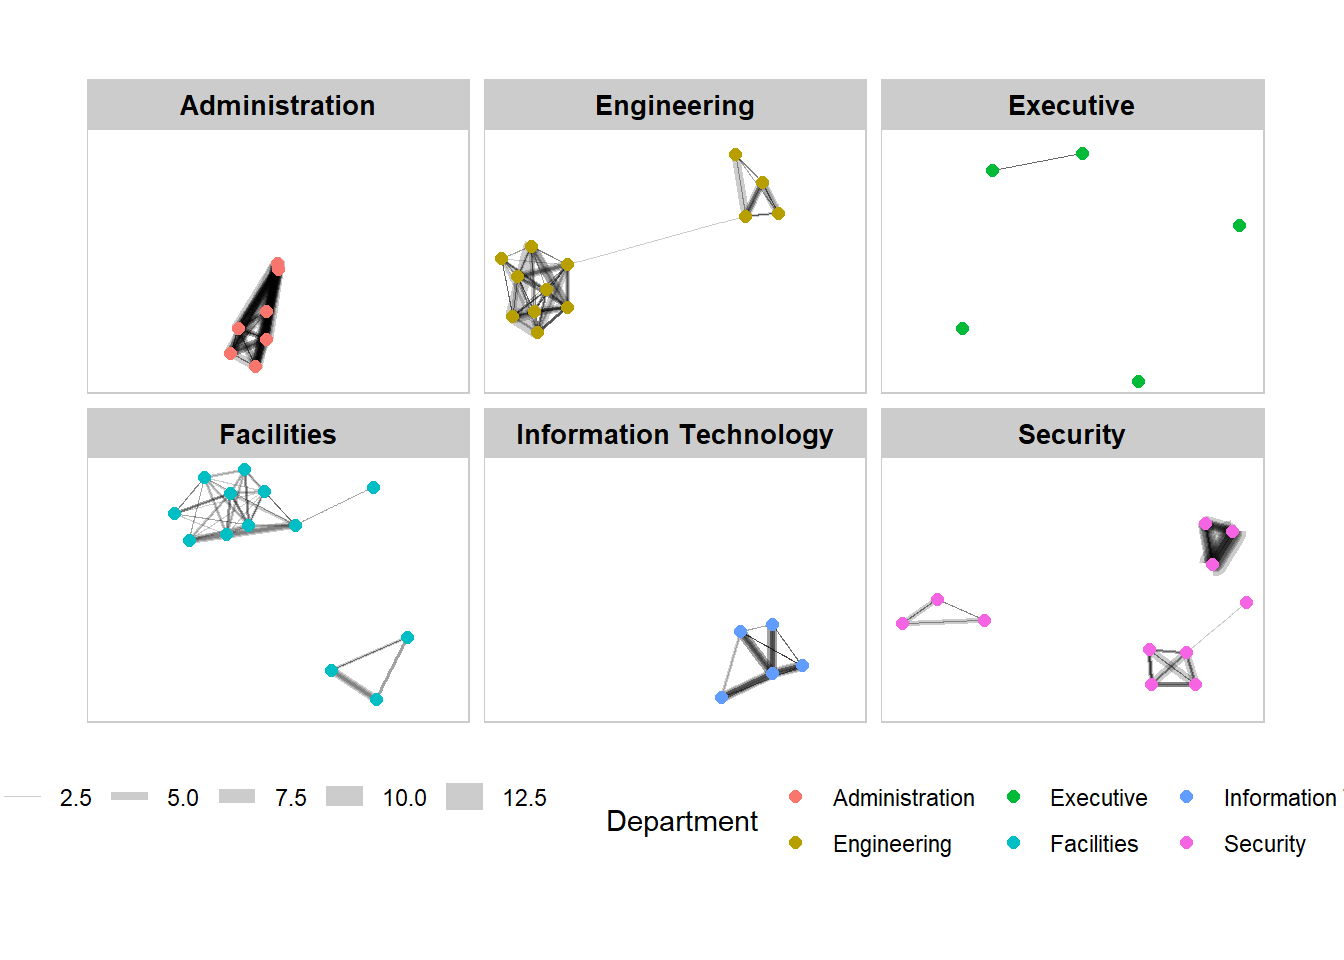 Administration
Engineering
Executive
Facilities
Information Technology
Security
2.5 5.0 7.5 10.0 12.5
Department
Administration Executive Information
Engineering Facilities Security